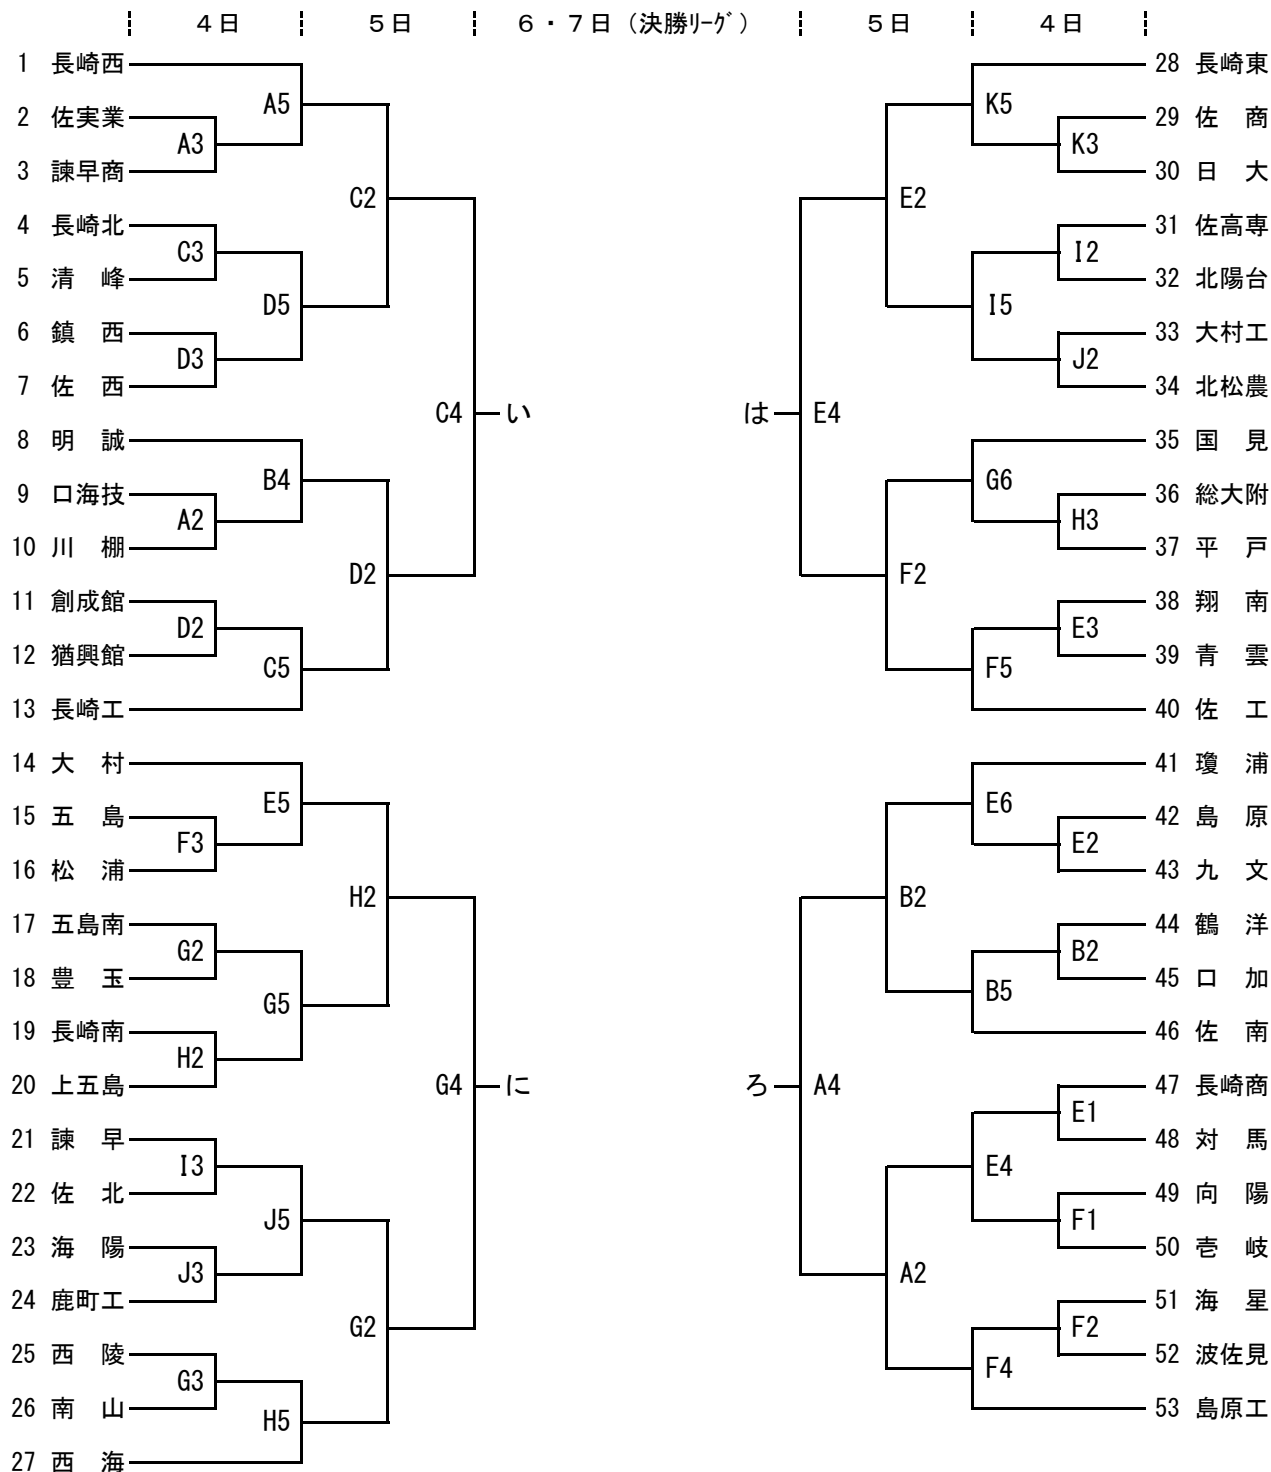 ４日 ５日 ６・７日（決勝ﾘｰｸﾞ） ５日 ４日
1 長崎西
2 佐実業
3 諫早商
4 長崎北
5 清 峰
6 鎮 西
7 佐 西
8 明 誠
9 口海技
10 川 棚
11 創成館
12 猶興館
13 長崎工
14 大 村
15 五 島
16 松 浦
17 五島南
18 豊 玉
19 長崎南
20 上五島
21 諫 早
22 佐 北
23 海 陽
24 鹿町工
25 西 陵
26 南 山
27 西 海
A3
C3
D3
A2
D2
F3
G2
H2
I3
J3
G3
A5
D5
B4
C5
E5
G5
J5
H5
C2
D2
H2
G2
C4
G4
い
に
は
ろ
E4
A4
E2
F2
B2
A2
K5
I5
G6
F5
E6
B5
E4
F4
K3
I2
J2
H3
E3
E2
B2
E1
F1
F2
28 長崎東
29 佐 商
30 日 大
31 佐高専
32 北陽台
33 大村工
34 北松農
35 国 見
36 総大附
37 平 戸
38 翔 南
39 青 雲
40 佐 工
41 瓊 浦
42 島 原
43 九 文
44 鶴 洋
45 口 加
46 佐 南
47 長崎商
48 対 馬
49 向 陽
50 壱 岐
51 海 星
52 波佐見
53 島原工